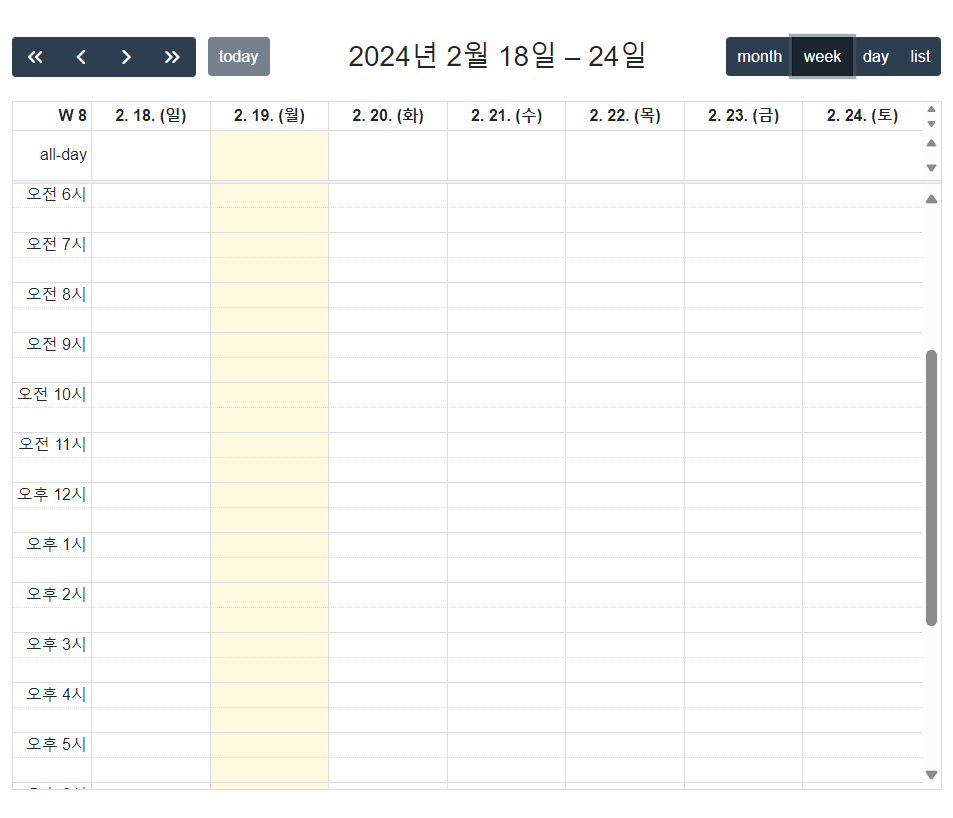 today
2024년 2월 18일 – 24일
month week day list
W 8 2. 18. (일) 2. 19. (월) 2. 20. (화) 2. 21. (수) 2. 22. (목) 2. 23. (금) 2. 24. (토)
all-day
오전 6시
오전 7시
오전 8시
오전 9시
오전 10시
오전 11시
오후 12시
오후 1시
오후 2시
오후 3시
오후 4시
오후 5시